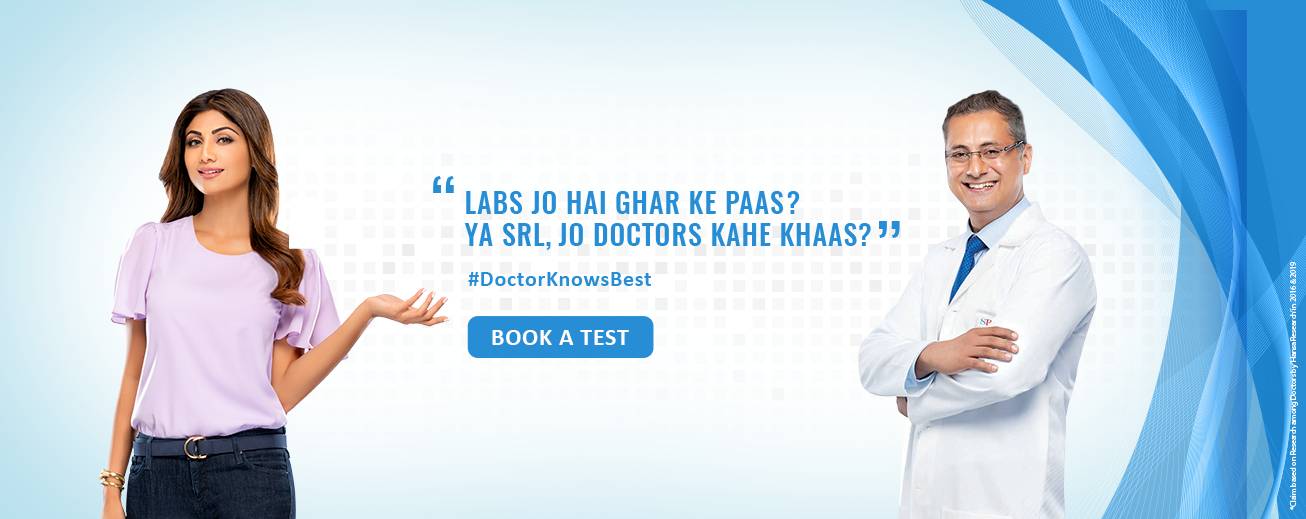 “ LABS JO HAI GHAR KE PAAS?
YA SRL, JO DOCTORS KAHE KHAAS? ”
#DoctorKnowsBest
BOOK A TEST
SP
*Claim based on Research among Doctors by Hansa Research in 2016 & 2019